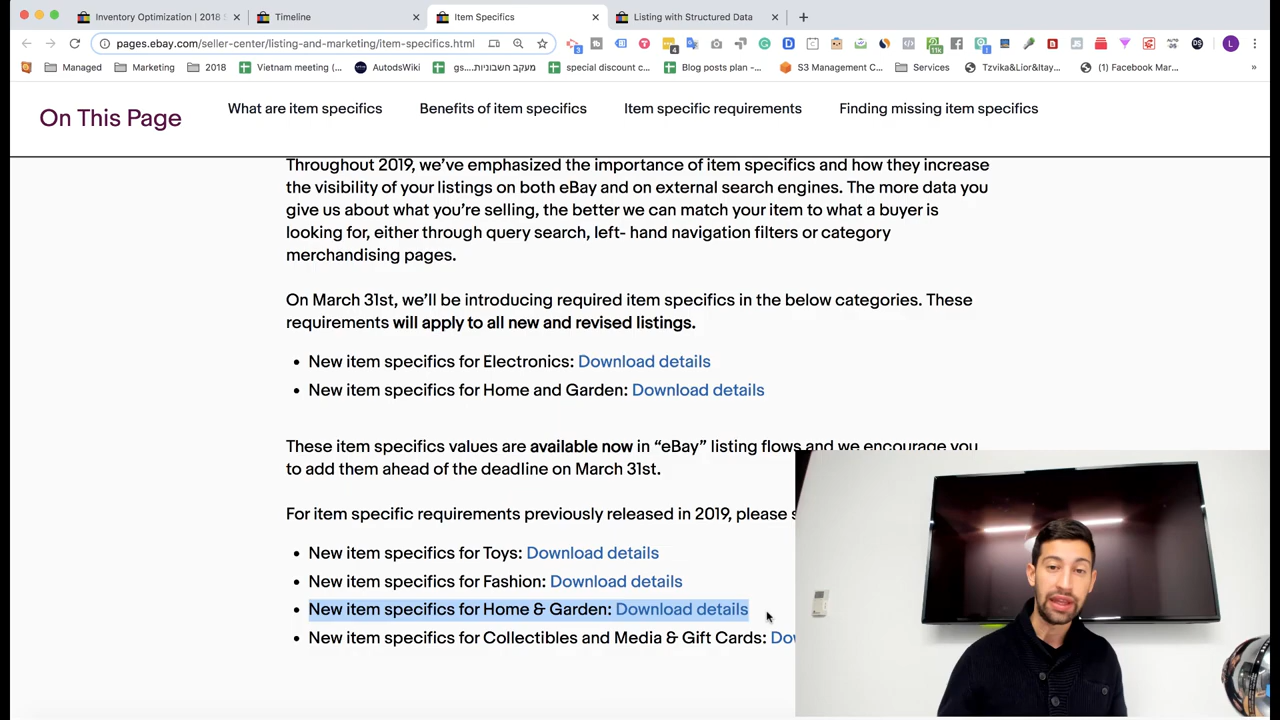 Inventory Optimization | 2018
Timeline
Item Specifics
Listing with Structured Data
pages.ebay.com/seller-center/listing-and-marketing/item-specifics.html
Managed
Marketing
2018
Vietnam meeting (...
AutodsWiki
gs....מעקב חשבוניות
special discount c...
Blog posts plan -...
S3 Management C...
Services
Tzvika&Lior&Itay...
(1) Facebook Mar...
»
On This Page
What are item specifics
Benefits of item specifics
Item specific requirements
Finding missing item specifics
Throughout 2019, we've emphasized the importance of item specifics and how they increase
the visibility of your listings on both eBay and on external search engines. The more data you
give us about what you're selling, the better we can match your item to what a buyer is
looking for, either through query search, left- hand navigation filters or category
merchandising pages.
On March 31st, we'll be introducing required item specifics in the below categories. These
requirements will apply to all new and revised listings.
• New item specifics for Electronics: Download details
• New item specifics for Home and Garden: Download details
These item specifics values are available now in “eBay” listing flows and we encourage you
to add them ahead of the deadline on March 31st.
For item specific requirements previously released in 2019, please s
• New item specifics for Toys: Download details
• New item specifics for Fashion: Download details
• New item specifics for Home & Garden: Download details
• New item specifics for Collectibles and Media & Gift Cards: Do